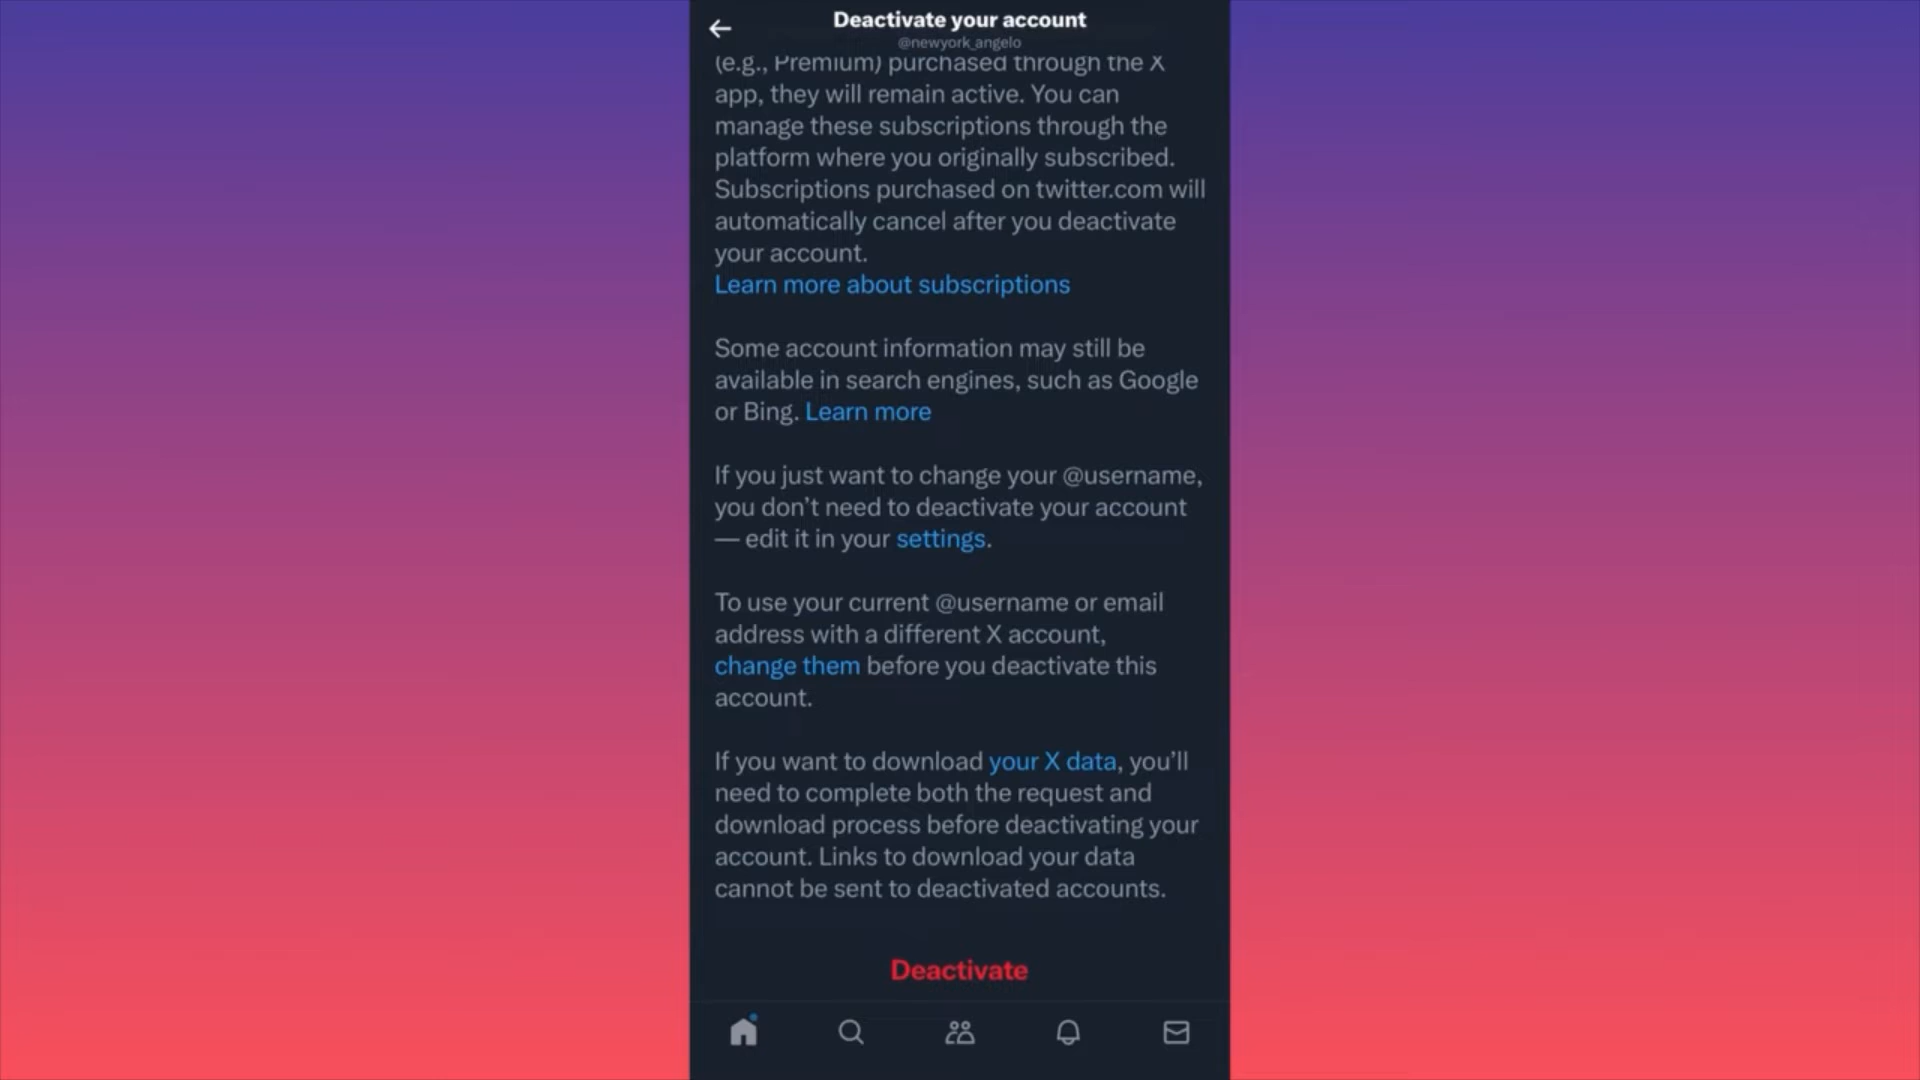 Deactivate your account
@newyork_angelo
(e.g., Premium) purchased through the X
app, they will remain active. You can
manage these subscriptions through the
platform where you originally subscribed.
Subscriptions purchased on twitter.com will
automatically cancel after you deactivate
your account.
Learn more about subscriptions
Some account information may still be
available in search engines, such as Google
or Bing. Learn more
If you just want to change your @username,
you don’t need to deactivate your account
— edit it in your settings.
To use your current @username or email
address with a different X account,
change them before you deactivate this
account.
If you want to download your X data, you’ll
need to complete both the request and
download process before deactivating your
account. Links to download your data
cannot be sent to deactivated accounts.
Deactivate